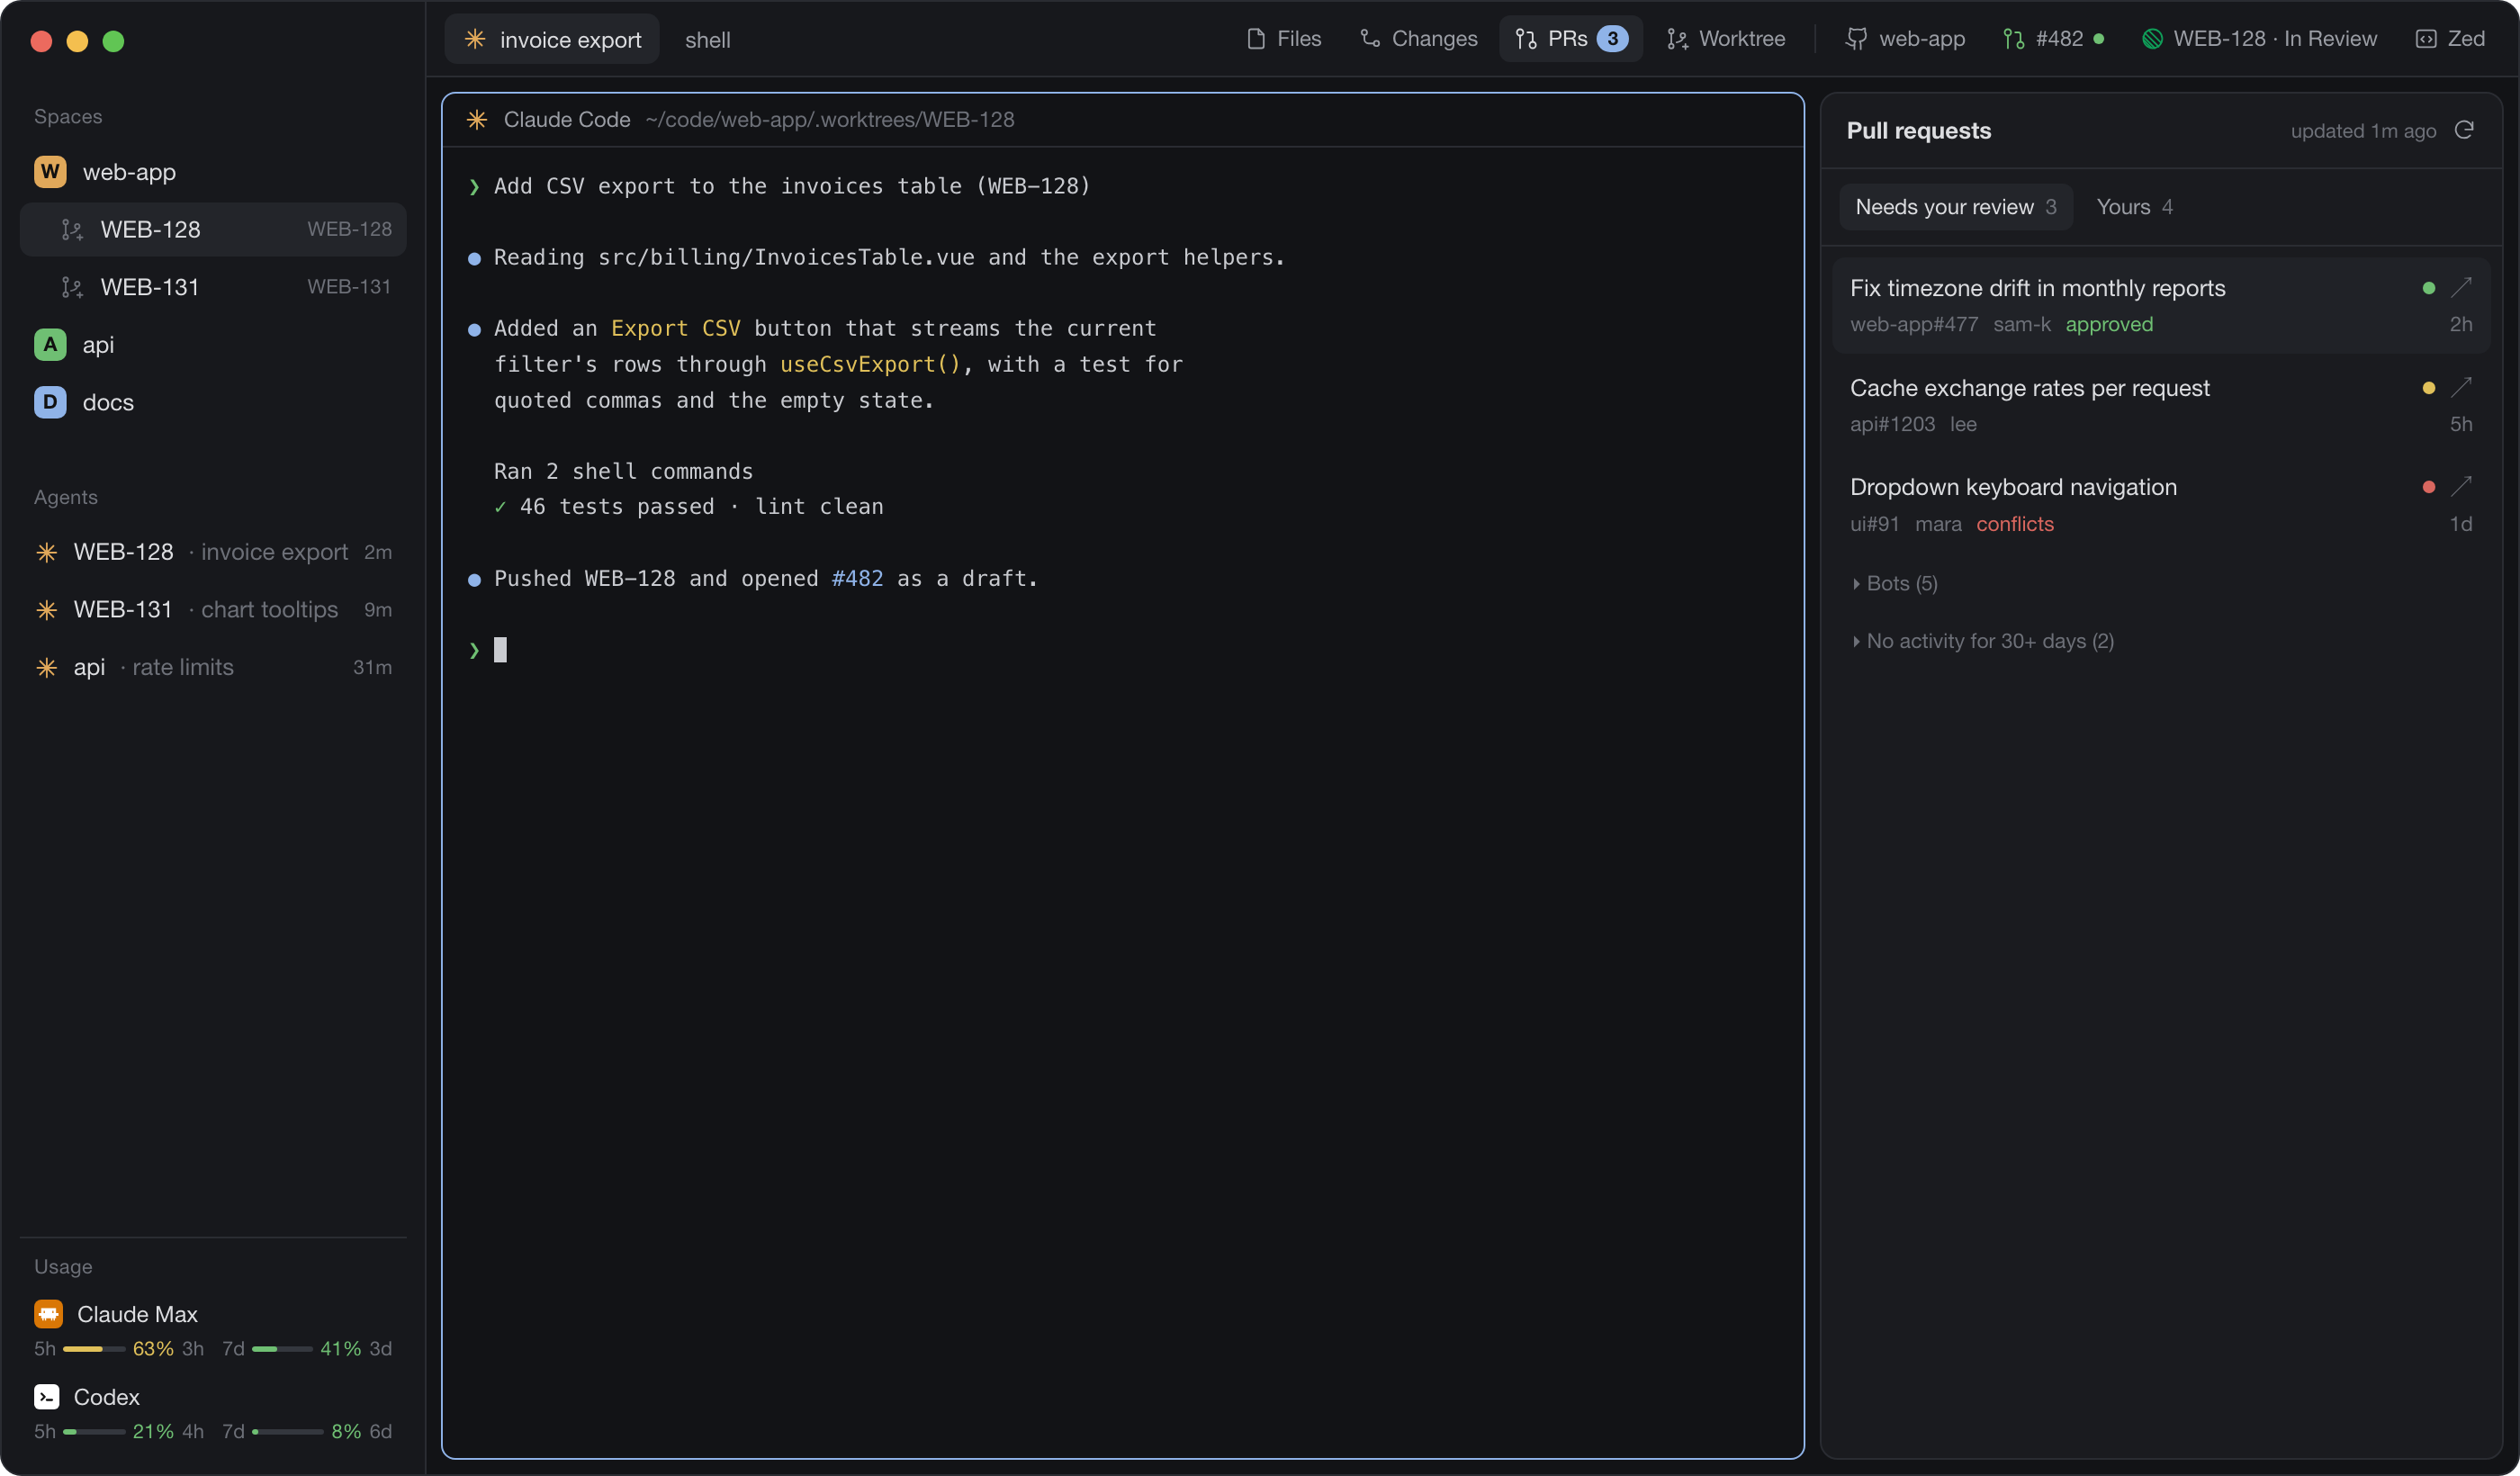 invoice export
shell
Files
Changes
PRs 3
Worktree
web-app
#482
WEB-128 · In Review
Zed
Spaces
W web-app
WEB-128 WEB-128
WEB-131 WEB-131
A api
D docs
Agents
WEB-128 · invoice export 2m
WEB-131 · chart tooltips 9m
api · rate limits 31m
Usage
Claude Max
5h 63% 3h 7d 41% 3d
Codex
5h 21% 4h 7d 8% 6d
Claude Code ~/code/web-app/.worktrees/WEB-128
❯ Add CSV export to the invoices table (WEB-128)
● Reading src/billing/InvoicesTable.vue and the export helpers.
● Added an Export CSV button that streams the current
filter's rows through useCsvExport(), with a test for
quoted commas and the empty state.
Ran 2 shell commands
✓ 46 tests passed · lint clean
● Pushed WEB-128 and opened #482 as a draft.
❯
Pull requests updated 1m ago
Needs your review 3 Yours 4
Fix timezone drift in monthly reports
web-app#477 sam-k approved 2h
Cache exchange rates per request
api#1203 lee 5h
Dropdown keyboard navigation
ui#91 mara conflicts 1d
Bots (5)
No activity for 30+ days (2)